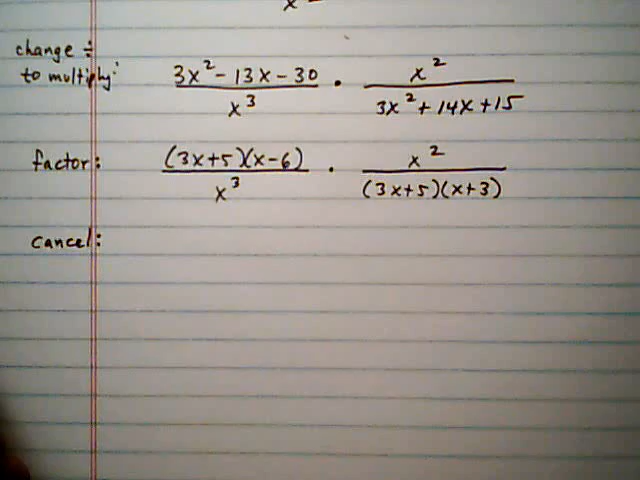 x
change ÷
to multiply: 3x² - 13x - 30 / x³ · x² / 3x² + 14x + 15
factor: (3x+5)(x-6) / x³ · x² / (3x+5)(x+3)
cancel: